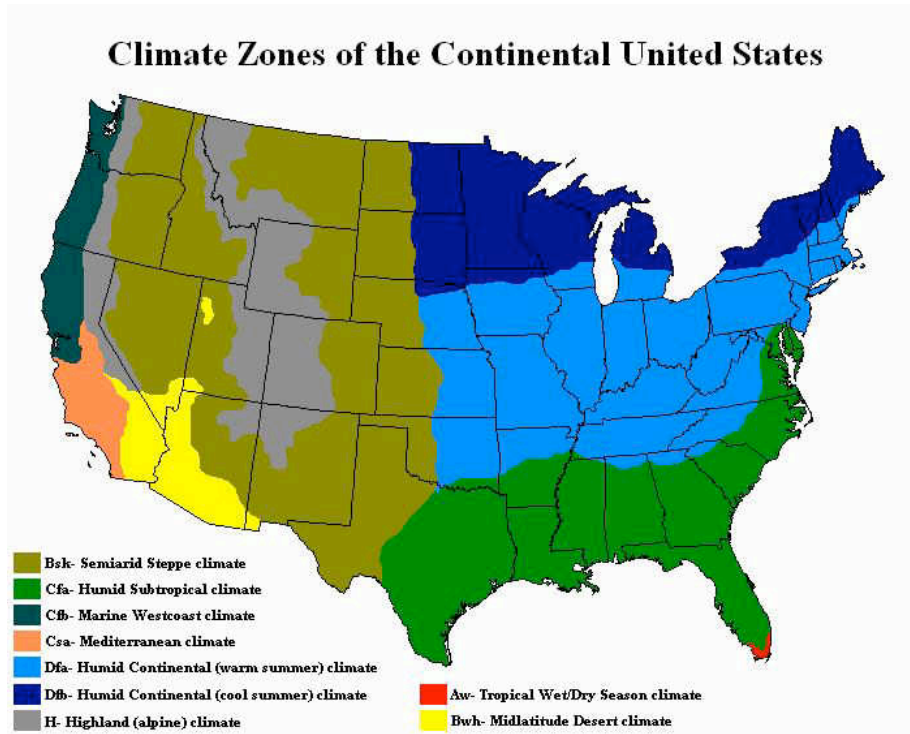 Climate Zones of the Continental United States
Bsk- Semiarid Steppe climate
Cfa- Humid Subtropical climate
Cfb- Marine Westcoast climate
Csa- Mediterranean climate
Dfa- Humid Continental (warm summer) climate
Dfb- Humid Continental (cool summer) climate
H- Highland (alpine) climate
Aw- Tropical Wet/Dry Season climate
Bwh- Midlatitude Desert climate